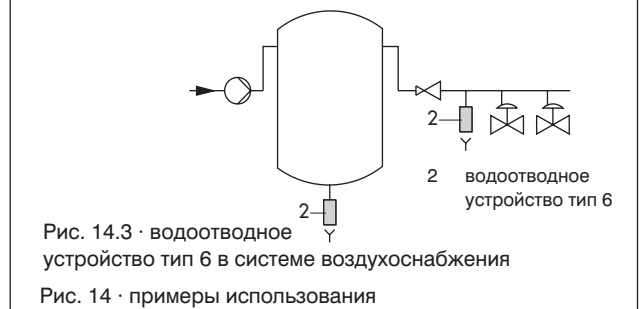 2
2 водоотводное
устройство тип 6
2
Рис. 14.3 · водоотводное
устройство тип 6 в системе воздухоснабжения
Рис. 14 · примеры использования